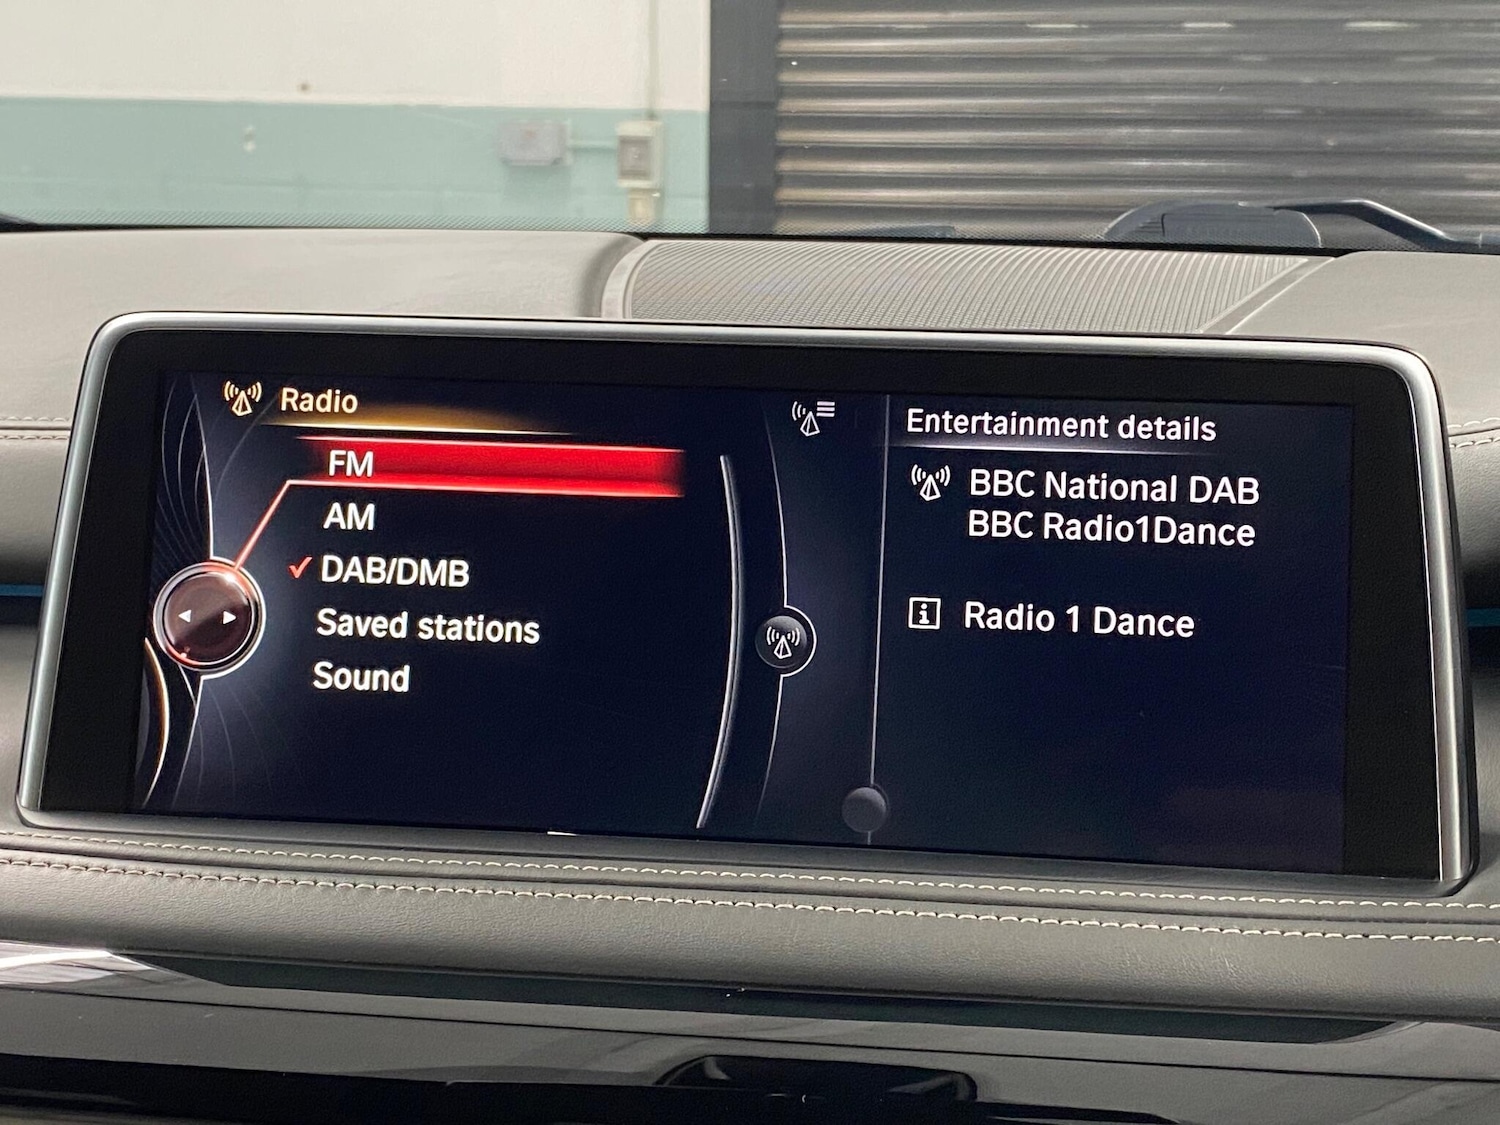 Radio
FM
AM
DAB/DMB
Saved stations
Sound
Entertainment details
BBC National DAB
BBC Radio1Dance
Radio 1 Dance